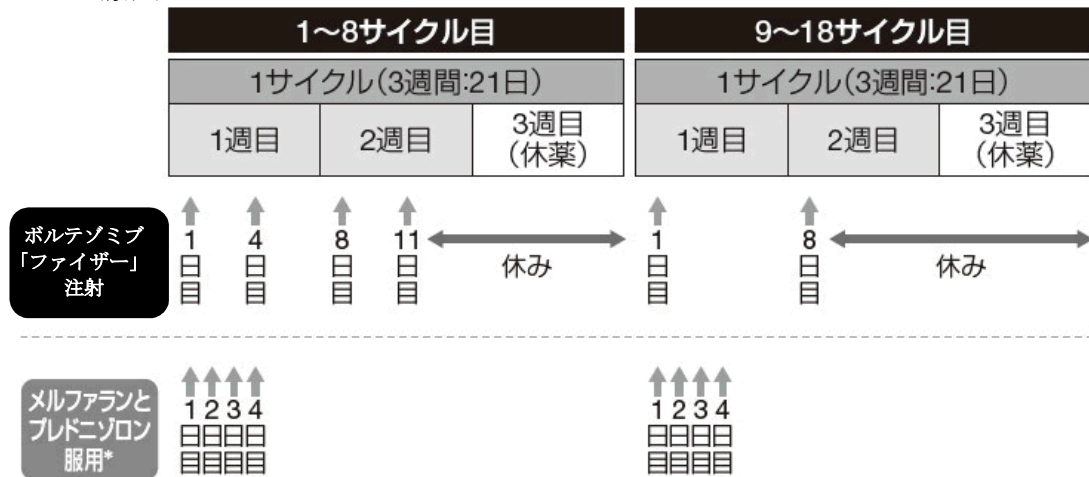 1～8サイクル目
9～18サイクル目
1サイクル(3週間:21日)
1サイクル(3週間:21日)
1週目
2週目
3週目
(休薬)
1週目
2週目
3週目
(休薬)
ボルテゾミブ
「ファイザー」
注射
1日目
4日目
8日目
11日目
休み
1日目
8日目
休み
メルファランと
プレドニゾロン
服用*
1日目
2日目
3日目
4日目
1日目
2日目
3日目
4日目